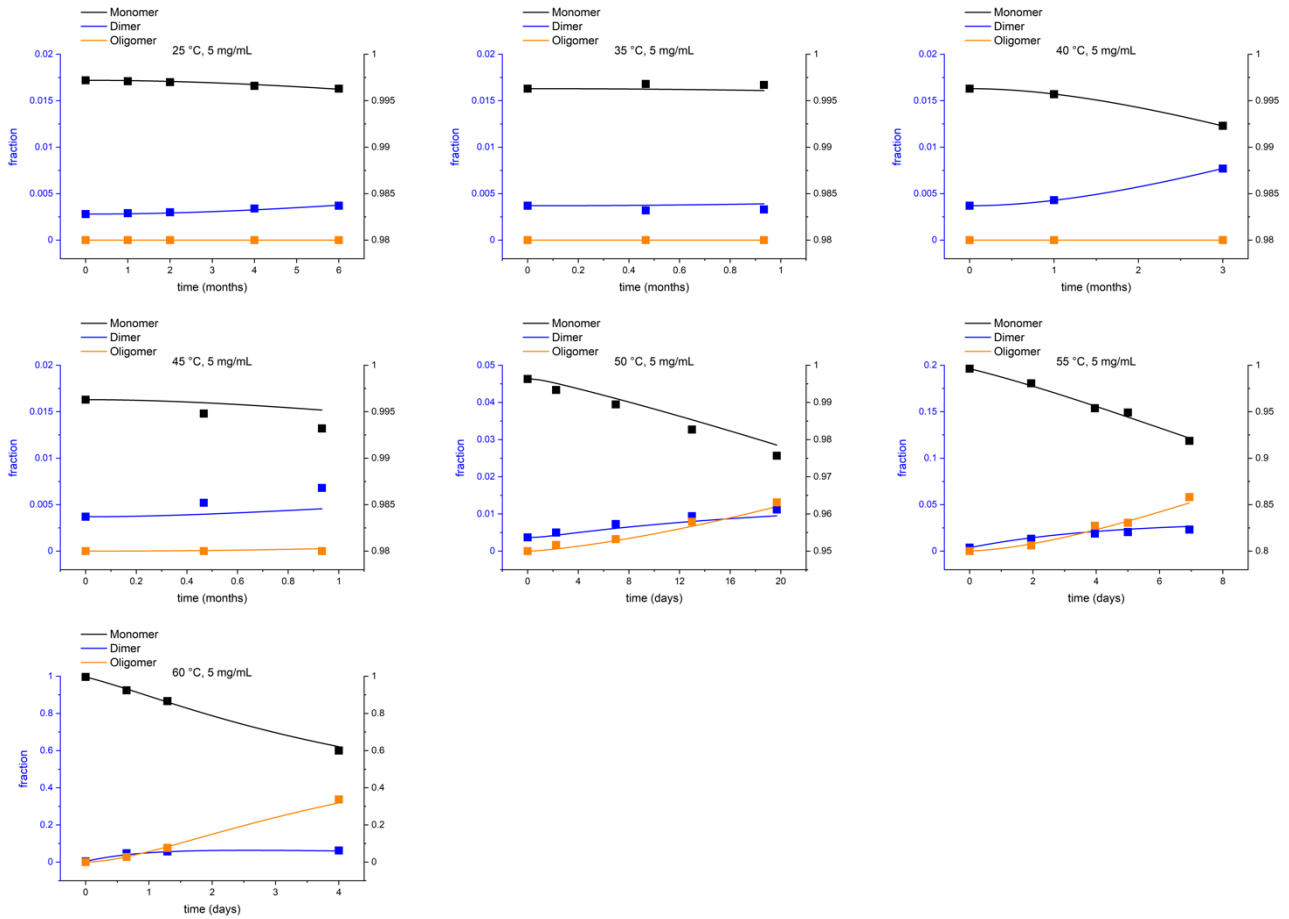 Monomer
Dimer
Oligomer
25 °C, 5 mg/mL
0.02
0.015
0.01
0.005
0
1
0.995
0.99
0.985
0.98
fraction
0 1 2 3 4 5 6
time (months)
Monomer
Dimer
Oligomer
35 °C, 5 mg/mL
0.02
0.015
0.01
0.005
0
1
0.995
0.99
0.985
0.98
fraction
0 0.2 0.4 0.6 0.8 1
time (months)
Monomer
Dimer
Oligomer
40 °C, 5 mg/mL
0.02
0.015
0.01
0.005
0
1
0.995
0.99
0.985
0.98
fraction
0 1 2 3
time (months)
Monomer
Dimer
Oligomer
45 °C, 5 mg/mL
0.02
0.015
0.01
0.005
0
1
0.995
0.99
0.985
0.98
fraction
0 0.2 0.4 0.6 0.8 1
time (months)
Monomer
Dimer
Oligomer
50 °C, 5 mg/mL
0.05
0.04
0.03
0.02
0.01
0
1
0.99
0.98
0.97
0.96
0.95
fraction
0 4 8 12 16 20
time (days)
Monomer
Dimer
Oligomer
55 °C, 5 mg/mL
0.2
0.15
0.1
0.05
0
1
0.95
0.9
0.85
0.8
fraction
0 2 4 6 8
time (days)
Monomer
Dimer
Oligomer
60 °C, 5 mg/mL
1
0.8
0.6
0.4
0.2
0
1
0.8
0.6
0.4
0.2
0
fraction
0 1 2 3 4
time (days)